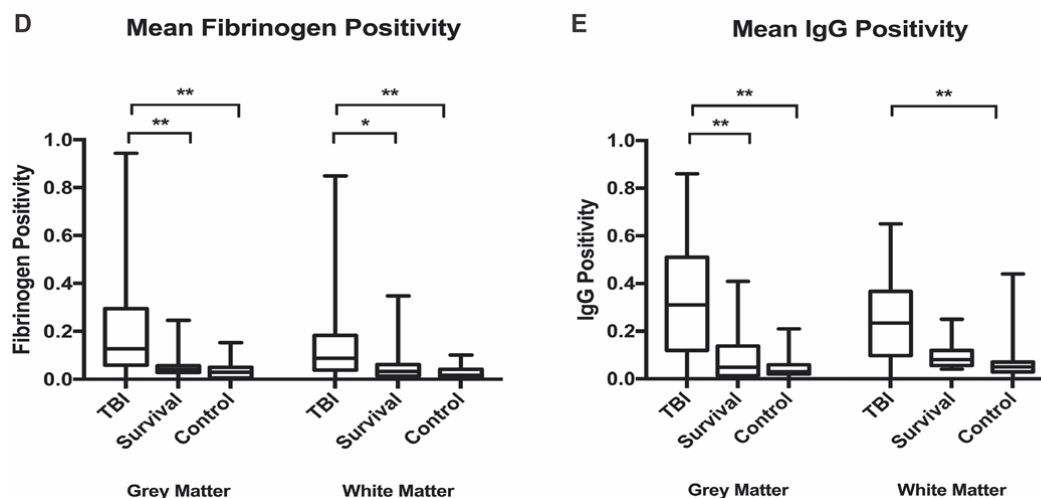 D Mean Fibrinogen Positivity
** **
** *
Fibrinogen Positivity
1.0
0.8
0.6
0.4
0.2
0.0
TBI Survival Control TBI Survival Control
Grey Matter White Matter
E Mean IgG Positivity
** **
**
IgG Positivity
1.0
0.8
0.6
0.4
0.2
0.0
TBI Survival Control TBI Survival Control
Grey Matter White Matter